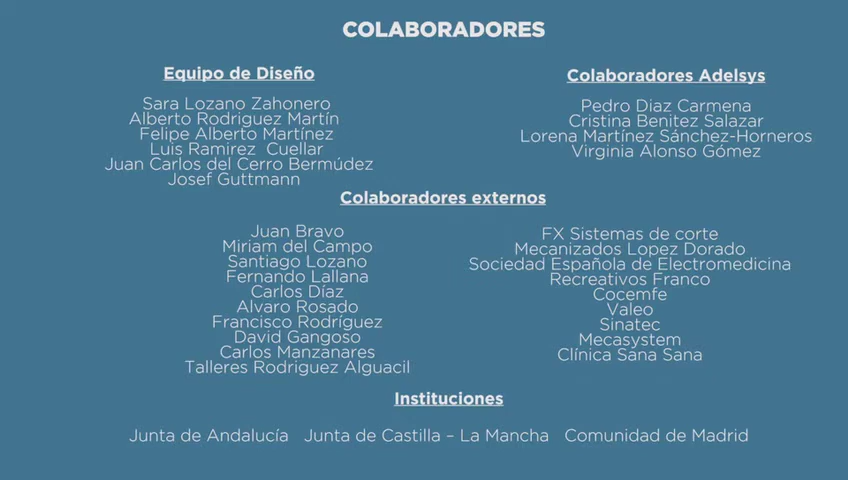 COLABORADORES
Equipo de Diseño
Sara Lozano Zahonero
Alberto Rodriguez Martín
Felipe Alberto Martínez
Luis Ramirez Cuellar
Juan Carlos del Cerro Bermúdez
Josef Guttmann
Colaboradores Adelsys
Pedro Diaz Carmena
Cristina Benitez Salazar
Lorena Martínez Sánchez-Horneros
Virginia Alonso Gómez
Colaboradores externos
Juan Bravo
Miriam del Campo
Santiago Lozano
Fernando Lallana
Carlos Díaz
Alvaro Rosado
Francisco Rodríguez
David Gangoso
Carlos Manzanares
Talleres Rodriguez Alguacil
FX Sistemas de corte
Mecanizados Lopez Dorado
Sociedad Española de Electromedicina
Recreativos Franco
Cocemfe
Valeo
Sinatec
Mecasystem
Clínica Sana Sana
Instituciones
Junta de Andalucía Junta de Castilla – La Mancha Comunidad de Madrid